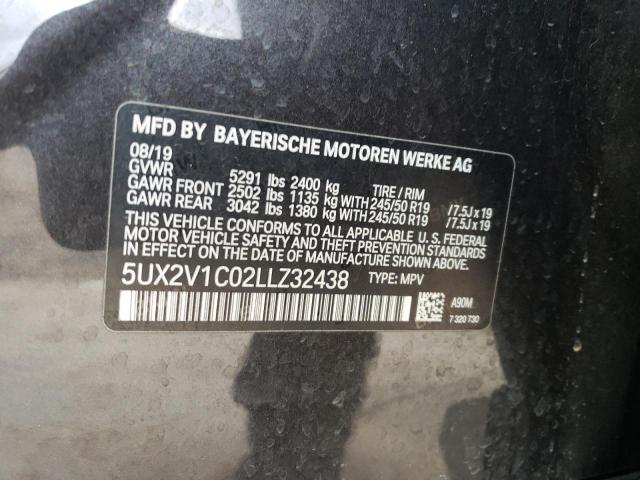 MFD BY BAYERISCHE MOTOREN WERKE AG
08/19
GVWR 5291 lbs 2400 kg TIRE / RIM
GAWR FRONT 2502 lbs 1135 kg WITH 245/50 R19 / 7.5J x 19
GAWR REAR 3042 lbs 1380 kg WITH 245/50 R19 / 7.5J x 19
THIS VEHICLE CONFORMS TO ALL APPLICABLE U.S. FEDERAL
MOTOR VEHICLE SAFETY AND THEFT PREVENTION STANDARDS
IN EFFECT ON THE DATE OF MANUFACTURE SHOWN ABOVE.
5UX2V1C02LLZ32438 TYPE: MPV
A90M
7 320 730